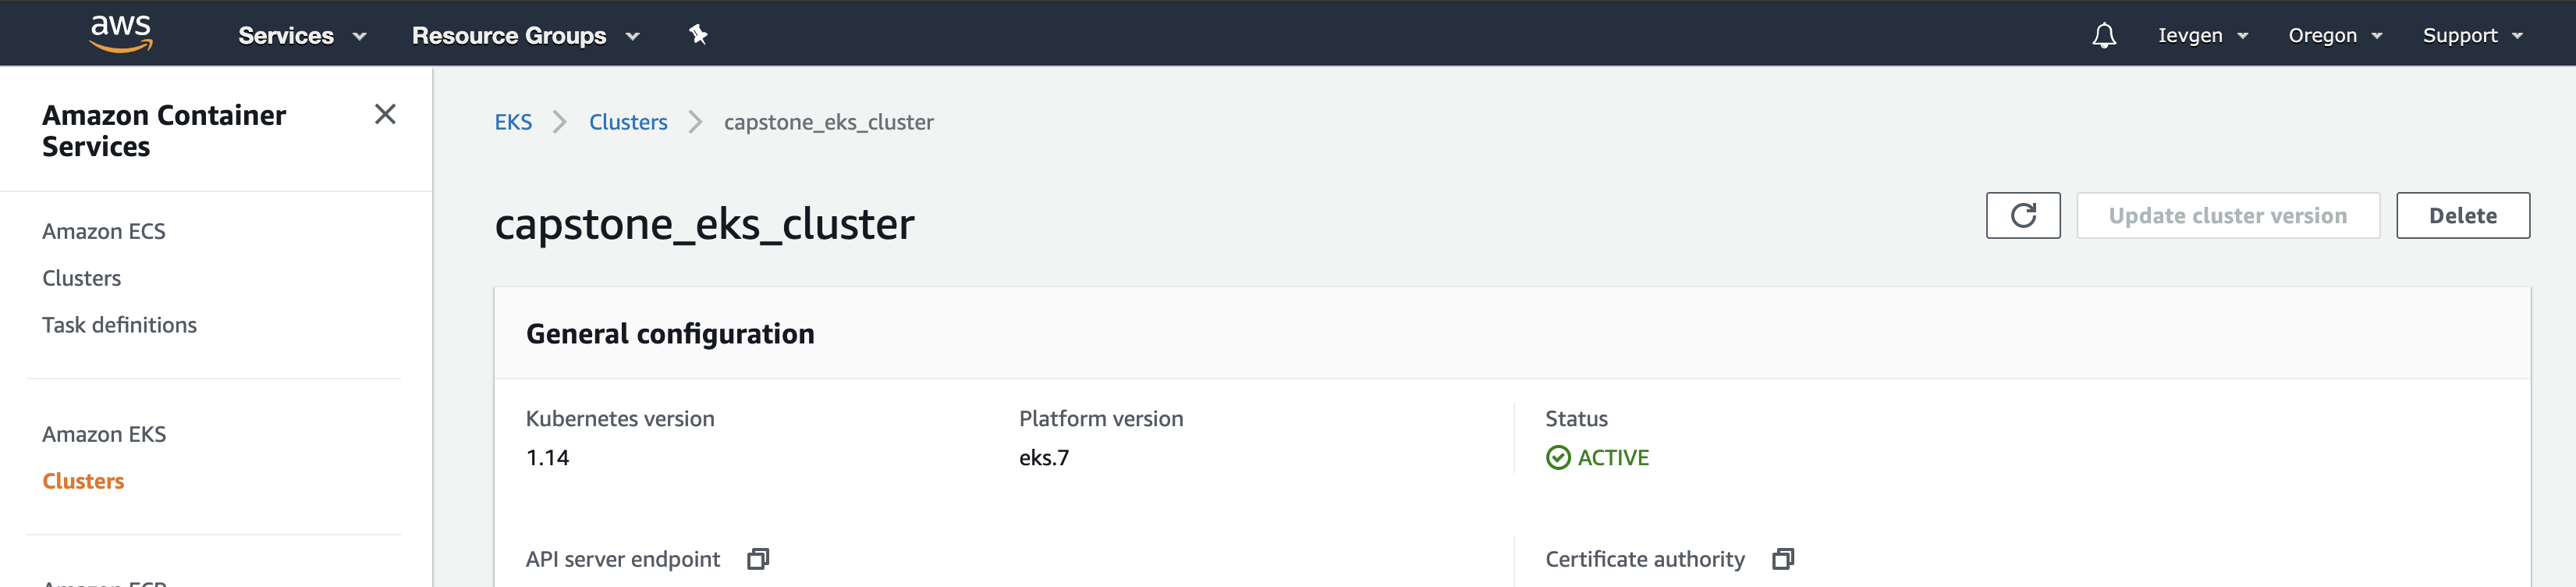 aws
Services
Resource Groups
Ievgen
Oregon
Support
Amazon Container
Services
Amazon ECS
Clusters
Task definitions
Amazon EKS
Clusters
EKS
Clusters
capstone_eks_cluster
capstone_eks_cluster
Update cluster version
Delete
General configuration
Kubernetes version
1.14
Platform version
eks.7
Status
ACTIVE
API server endpoint
Certificate authority